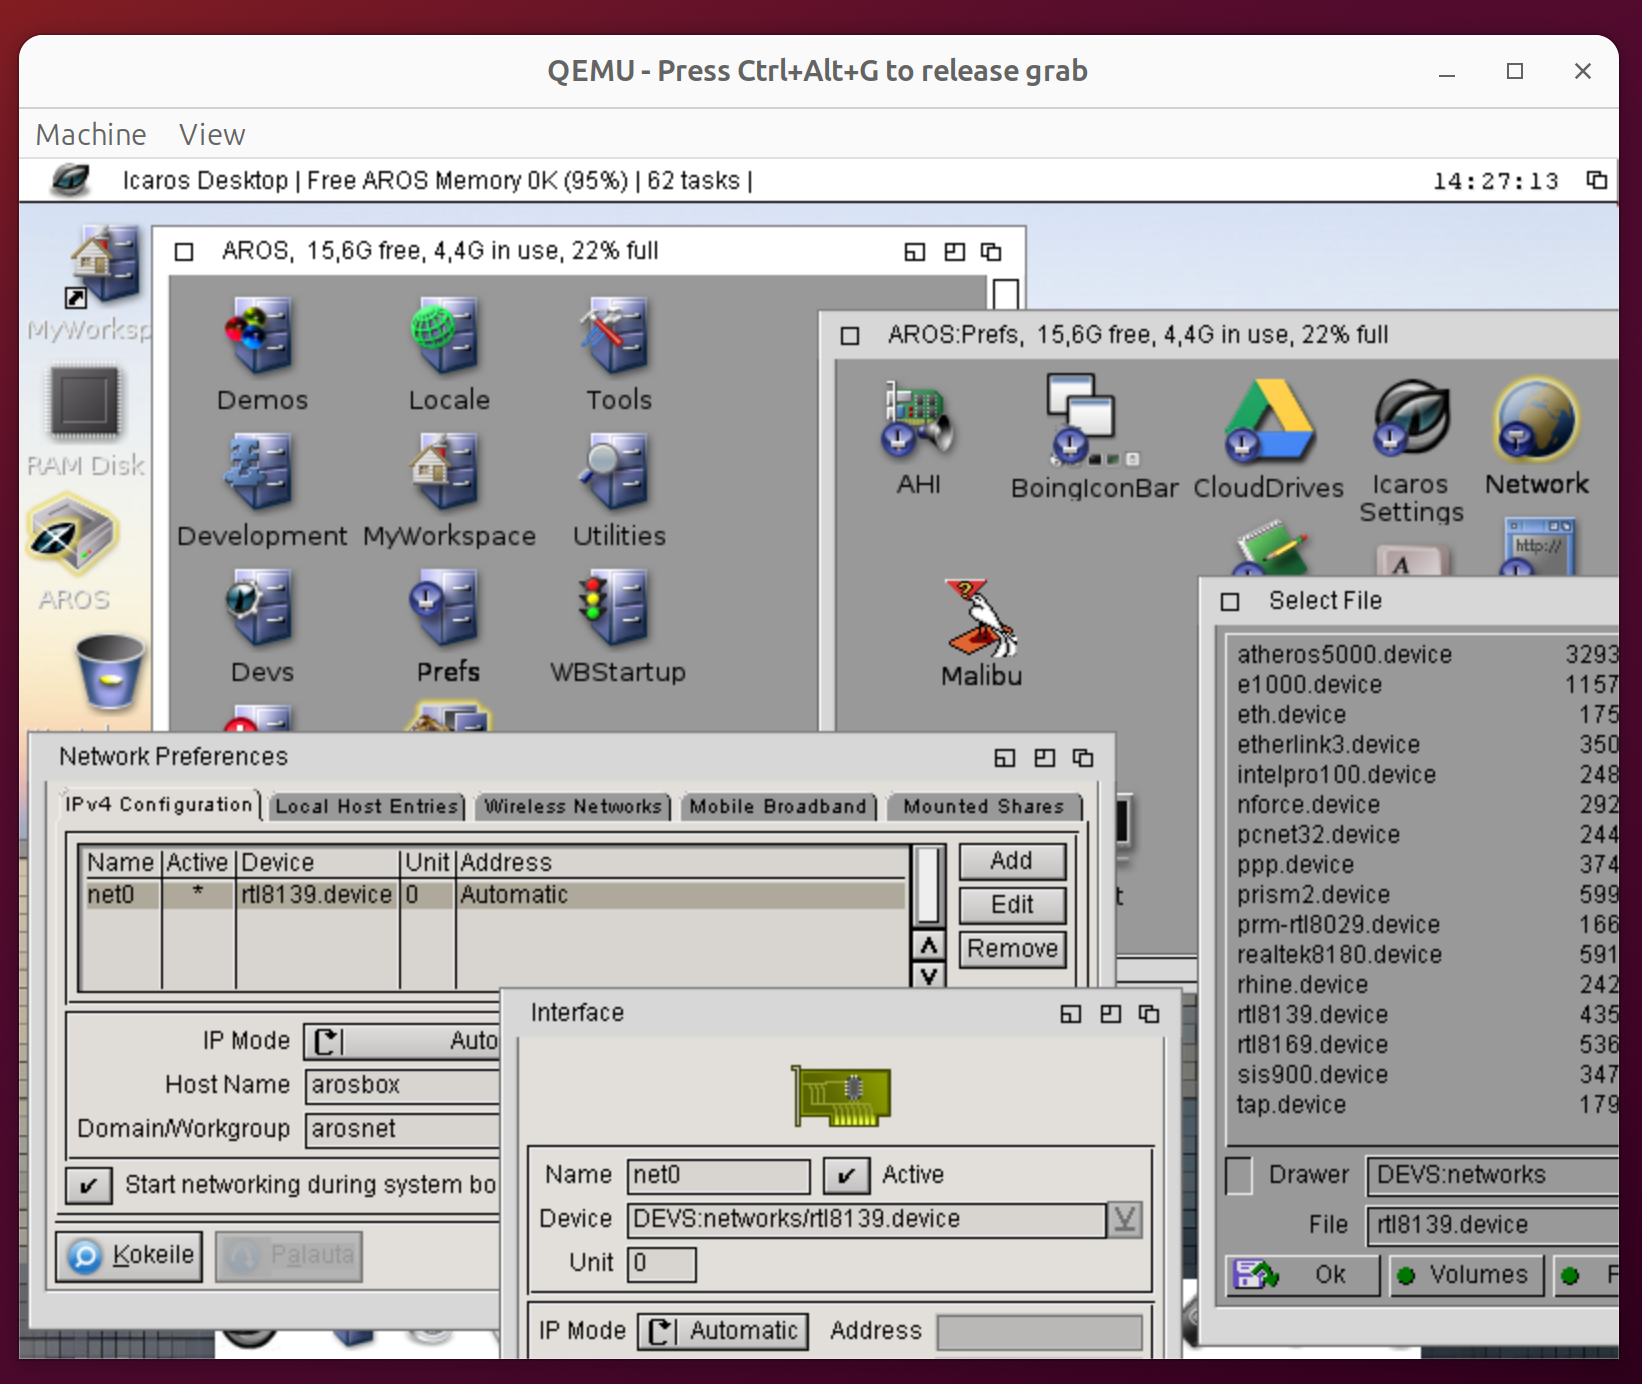 QEMU - Press Ctrl+Alt+G to release grab
Machine View
Icaros Desktop | Free AROS Memory 0K (95%) | 62 tasks |
14:27:13
MyWorksp
RAM Disk
AROS
AROS, 15,6G free, 4,4G in use, 22% full
Demos
Locale
Tools
Development
MyWorkspace
Utilities
Devs
Prefs
WBStartup
AROS:Prefs, 15,6G free, 4,4G in use, 22% full
AHI
BoingIconBar
CloudDrives
Icaros
Settings
Network
A
http://
Malibu
t
Select File
atheros5000.device 3293
e1000.device 1157
eth.device 175
etherlink3.device 350
intelpro100.device 248
nforce.device 292
pcnet32.device 244
ppp.device 374
prism2.device 599
prm-rtl8029.device 166
realtek8180.device 591
rhine.device 242
rtl8139.device 435
rtl8169.device 536
sis900.device 347
tap.device 179
Drawer DEVS:networks
File rtl8139.device
Ok Volumes F
Network Preferences
IPv4 Configuration Local Host Entries Wireless Networks Mobile Broadband Mounted Shares
Name Active Device Unit Address
net0 * rtl8139.device 0 Automatic
Add
Edit
Remove
IP Mode Auto
Host Name arosbox
Domain/Workgroup arosnet
Start networking during system bo
Kokeile Palauta
Interface
Name net0 Active
Device DEVS:networks/rtl8139.device
Unit 0
IP Mode Automatic Address